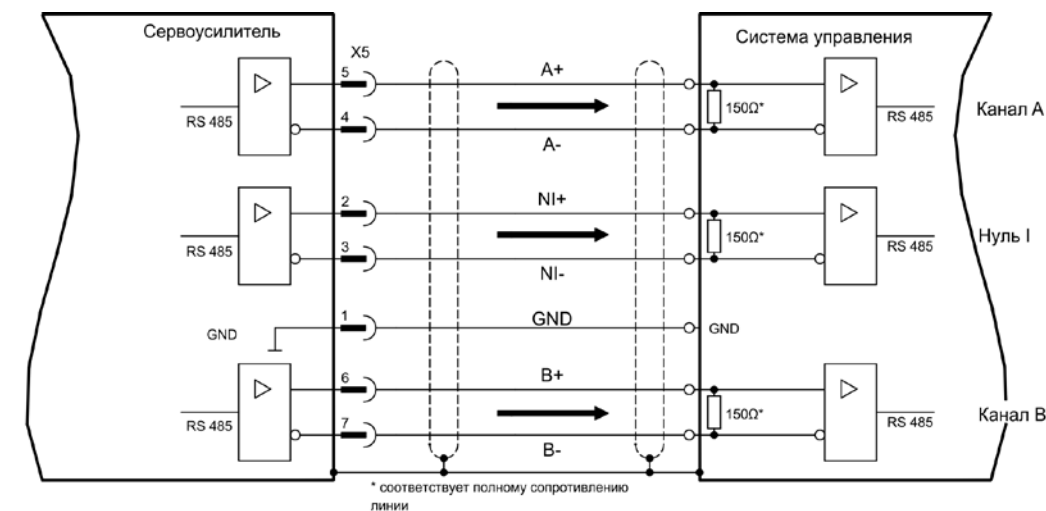 Сервоусилитель
Система управления
X5
5
A+
RS 485
150Ω*
RS 485
Канал A
4
A-
2
NI+
RS 485
150Ω*
RS 485
Нуль I
3
NI-
1
GND
GND
GND
6
B+
RS 485
150Ω*
RS 485
Канал B
7
B-
* соответствует полному сопротивлению
линии